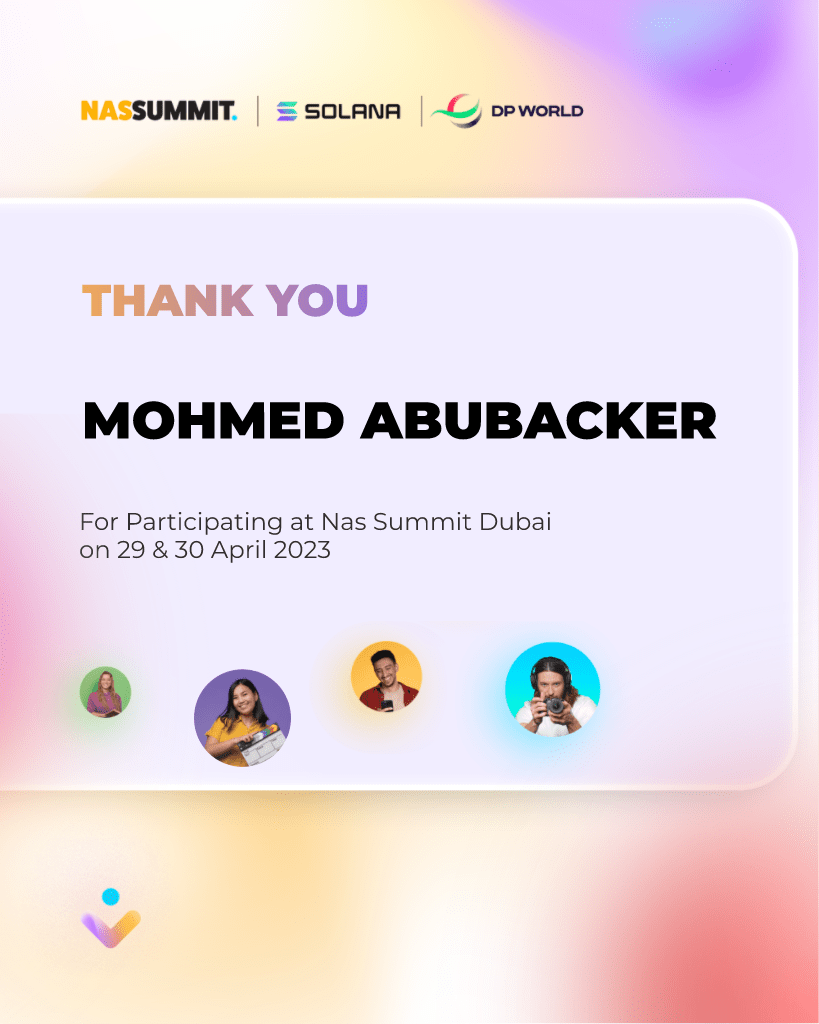 NASSUMMIT. | SOLANA | DP WORLD
THANK YOU
MOHMED ABUBACKER
For Participating at Nas Summit Dubai
on 29 & 30 April 2023